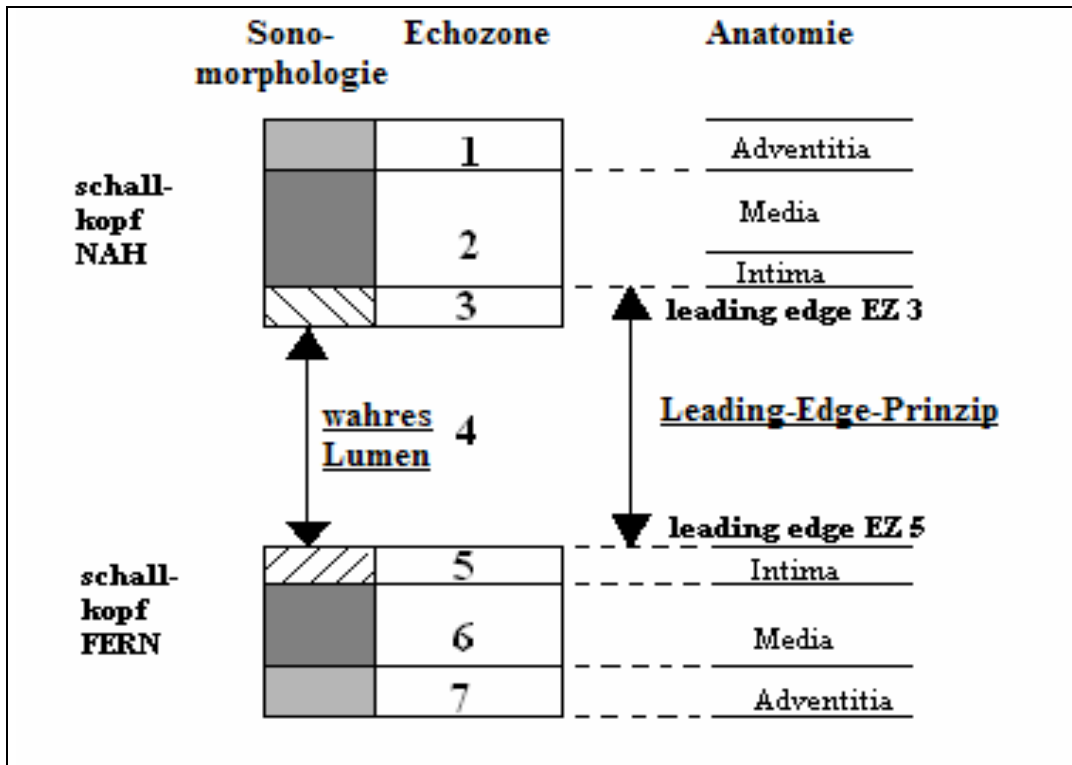 Sono-
morphologie
Echozone
Anatomie
schall-
kopf
NAH
1
Adventitia
2
Media
Intima
3
leading edge EZ 3
wahres
Lumen
4
Leading-Edge-Prinzip
leading edge EZ 5
schall-
kopf
FERN
5
Intima
6
Media
7
Adventitia